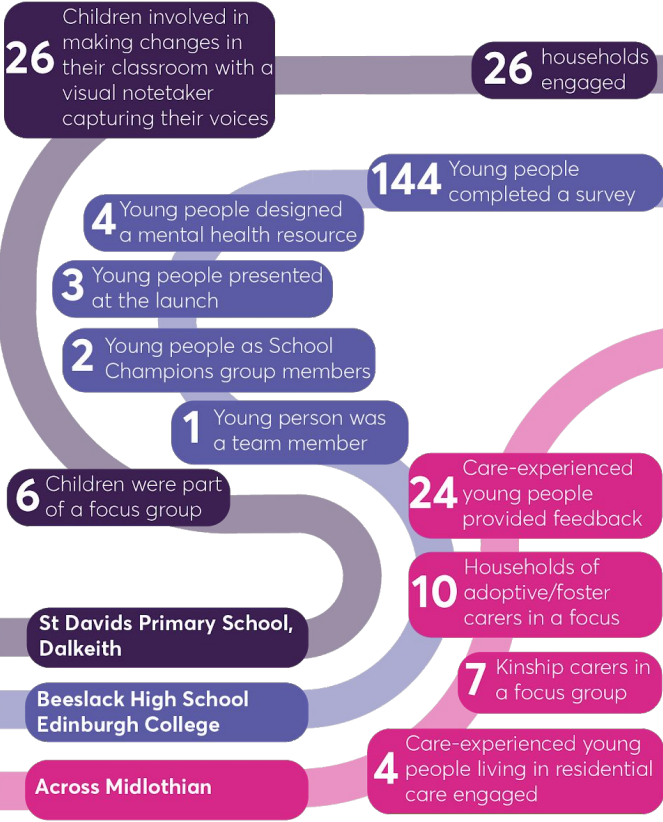 26
Children involved in
making changes in
their classroom with a
visual notetaker
capturing their voices
26
households
engaged
144
Young people
completed a survey
4
Young people designed
a mental health resource
3
Young people presented
at the launch
2
Young people as School
Champions group members
1
Young person was
a team member
6
Children were part
of a focus group
24
Care-experienced
young people
provided feedback
10
Households of
adoptive/foster
carers in a focus
7
Kinship carers in
a focus group
4
Care-experienced young
people living in residential
care engaged
St Davids Primary School,
Dalkeith
Beeslack High School
Edinburgh College
Across Midlothian